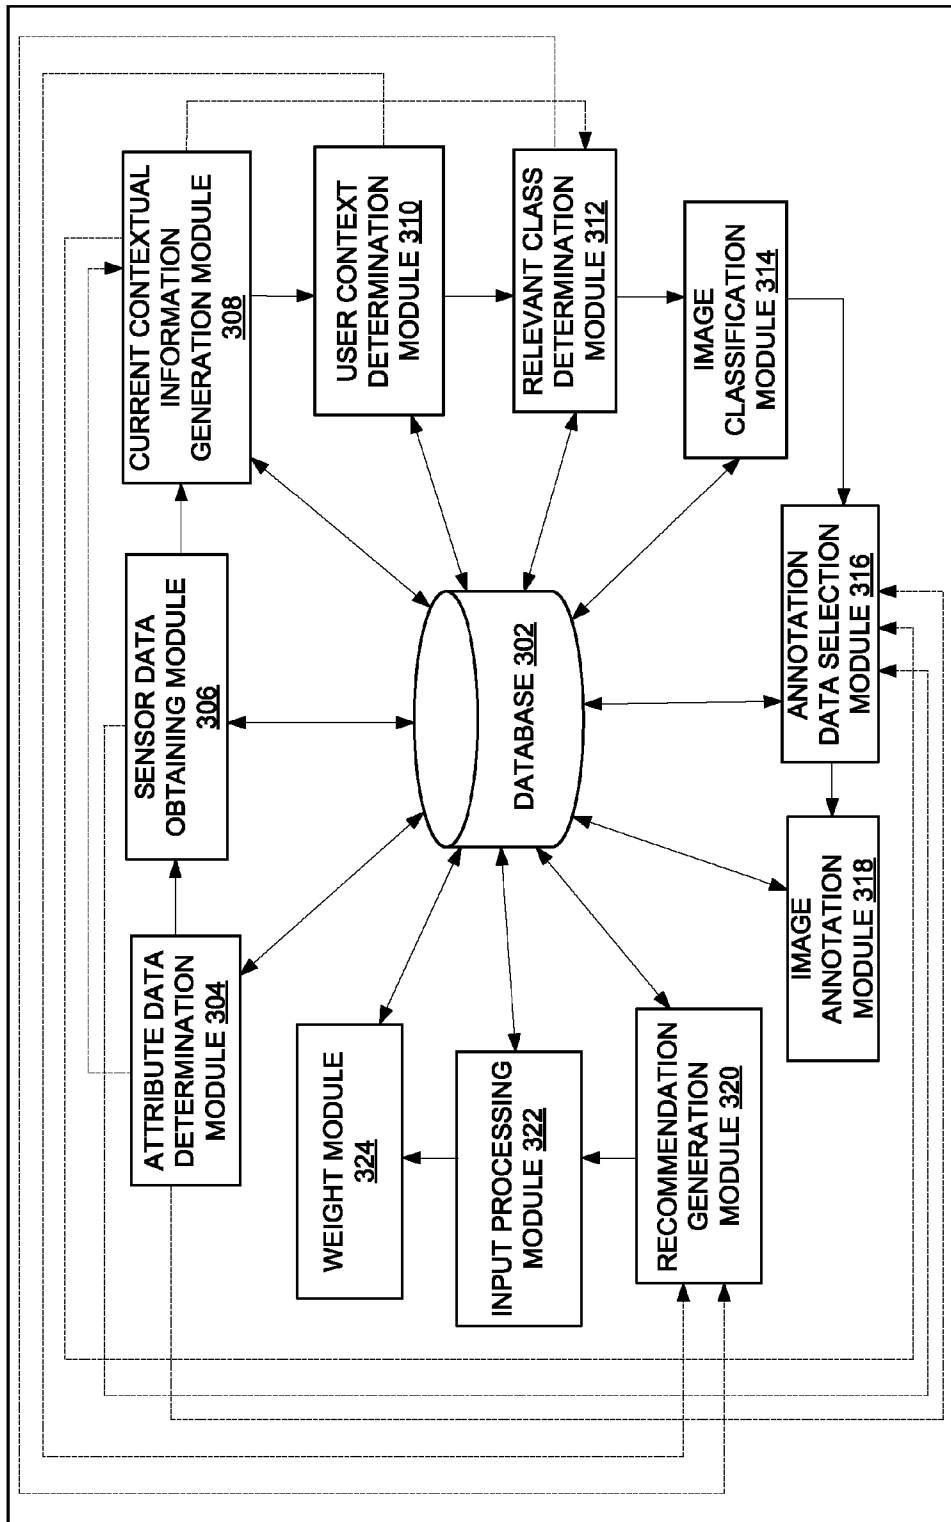 ATTRIBUTE DATA
DETERMINATION
MODULE 304
SENSOR DATA
OBTAINING MODULE
306
CURRENT CONTEXTUAL
INFORMATION
GENERATION MODULE
308
USER CONTEXT
DETERMINATION
MODULE 310
RELEVANT CLASS
DETERMINATION
MODULE 312
IMAGE
CLASSIFICATION
MODULE 314
ANNOTATION
DATA SELECTION
MODULE 316
IMAGE
ANNOTATION
MODULE 318
RECOMMENDATION
GENERATION
MODULE 320
INPUT PROCESSING
MODULE 322
WEIGHT MODULE
324
DATABASE 302